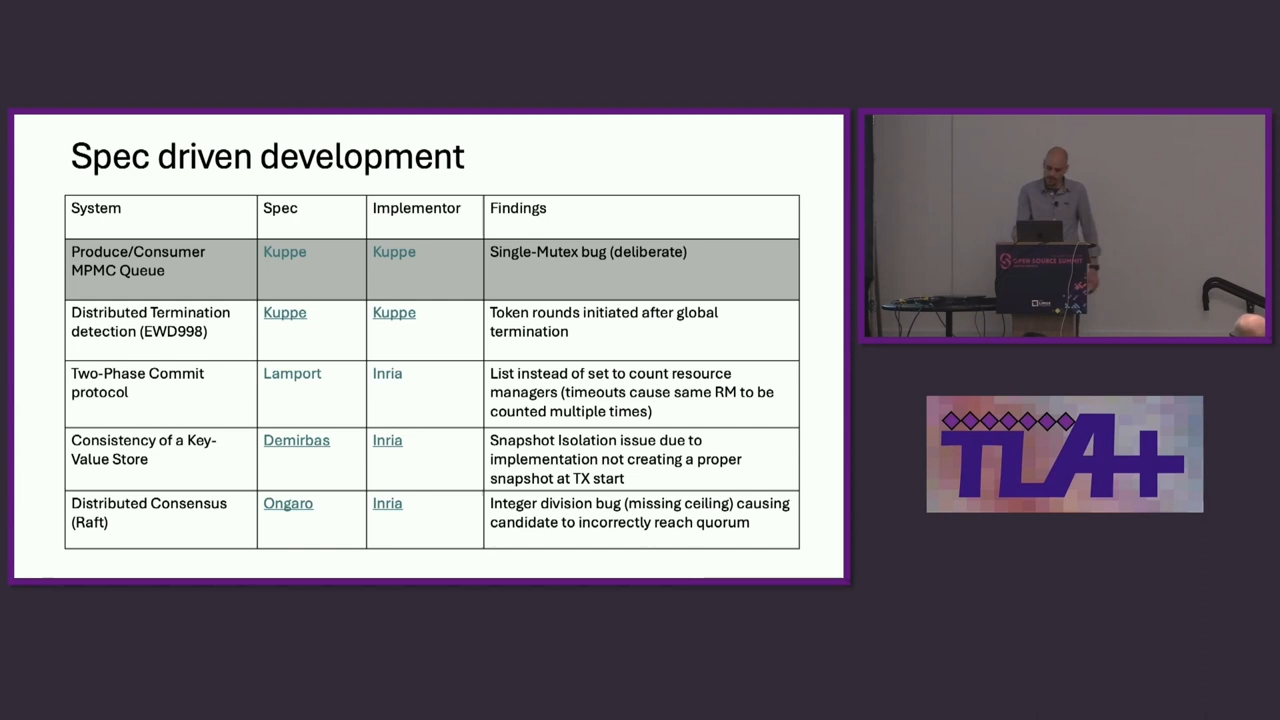 Spec driven development
System
Spec
Implementor
Findings
Produce/Consumer
MPMC Queue
Kuppe
Kuppe
Single-Mutex bug (deliberate)
Distributed Termination
detection (EWD998)
Kuppe
Kuppe
Token rounds initiated after global
termination
Two-Phase Commit
protocol
Lamport
Inria
List instead of set to count resource
managers (timeouts cause same RM to be
counted multiple times)
Consistency of a Key-
Value Store
Demirbas
Inria
Snapshot Isolation issue due to
implementation not creating a proper
snapshot at TX start
Distributed Consensus
(Raft)
Ongaro
Inria
Integer division bug (missing ceiling) causing
candidate to incorrectly reach quorum
OPEN SOURCE SUMMIT
TLA+